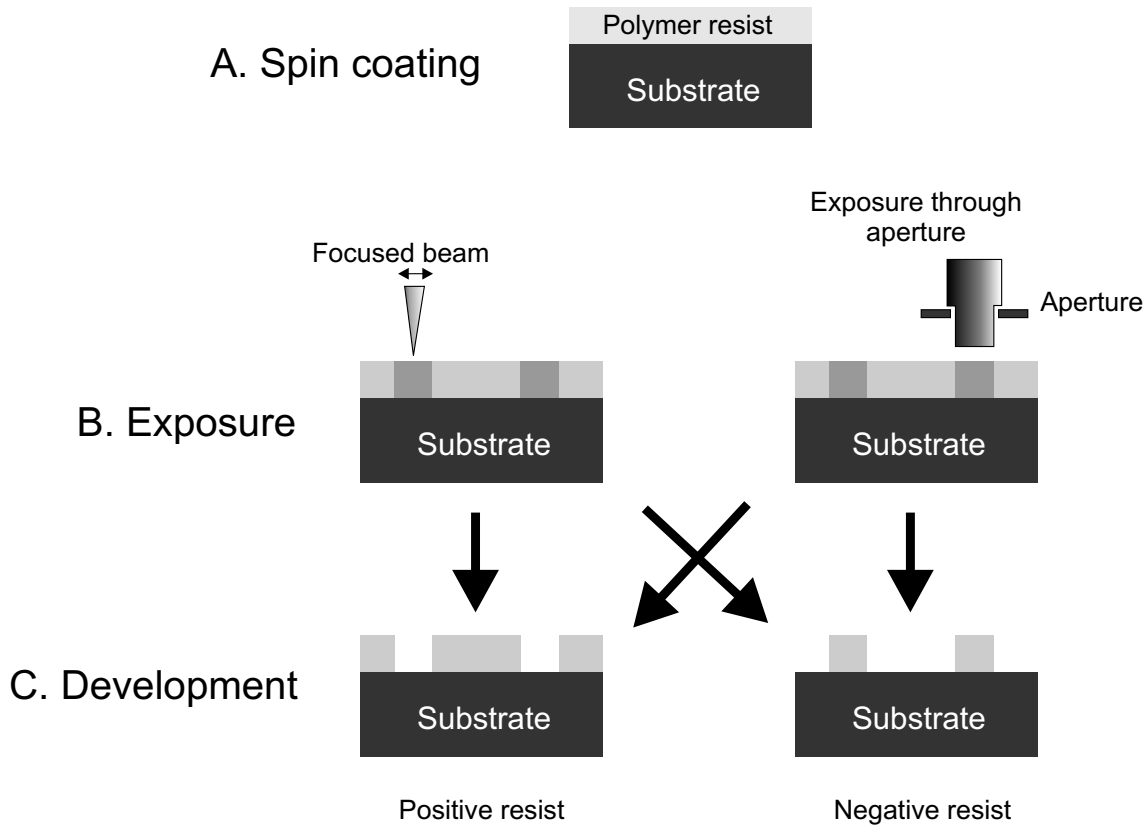 Polymer resist
A. Spin coating
Substrate
Exposure through
aperture
Focused beam
Aperture
B. Exposure
Substrate
Substrate
C. Development
Substrate
Substrate
Positive resist
Negative resist